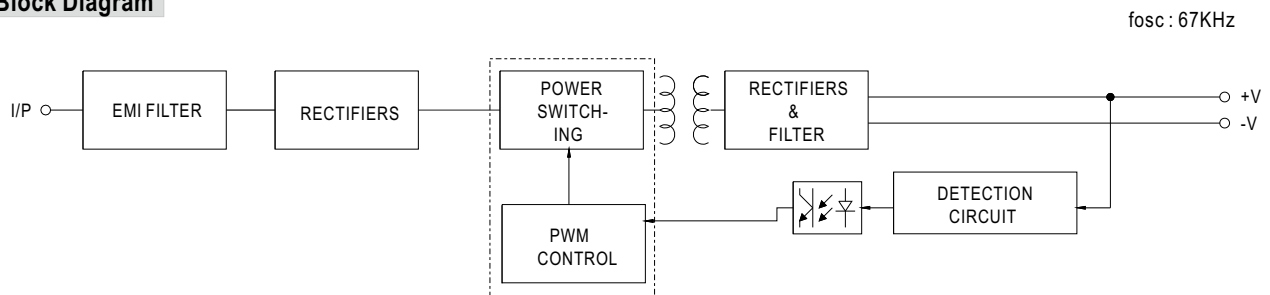 Block Diagram
fosc : 67KHz
I/P
EMI FILTER
RECTIFIERS
POWER
SWITCH-
ING
RECTIFIERS
&
FILTER
+V
-V
DETECTION
CIRCUIT
PWM
CONTROL